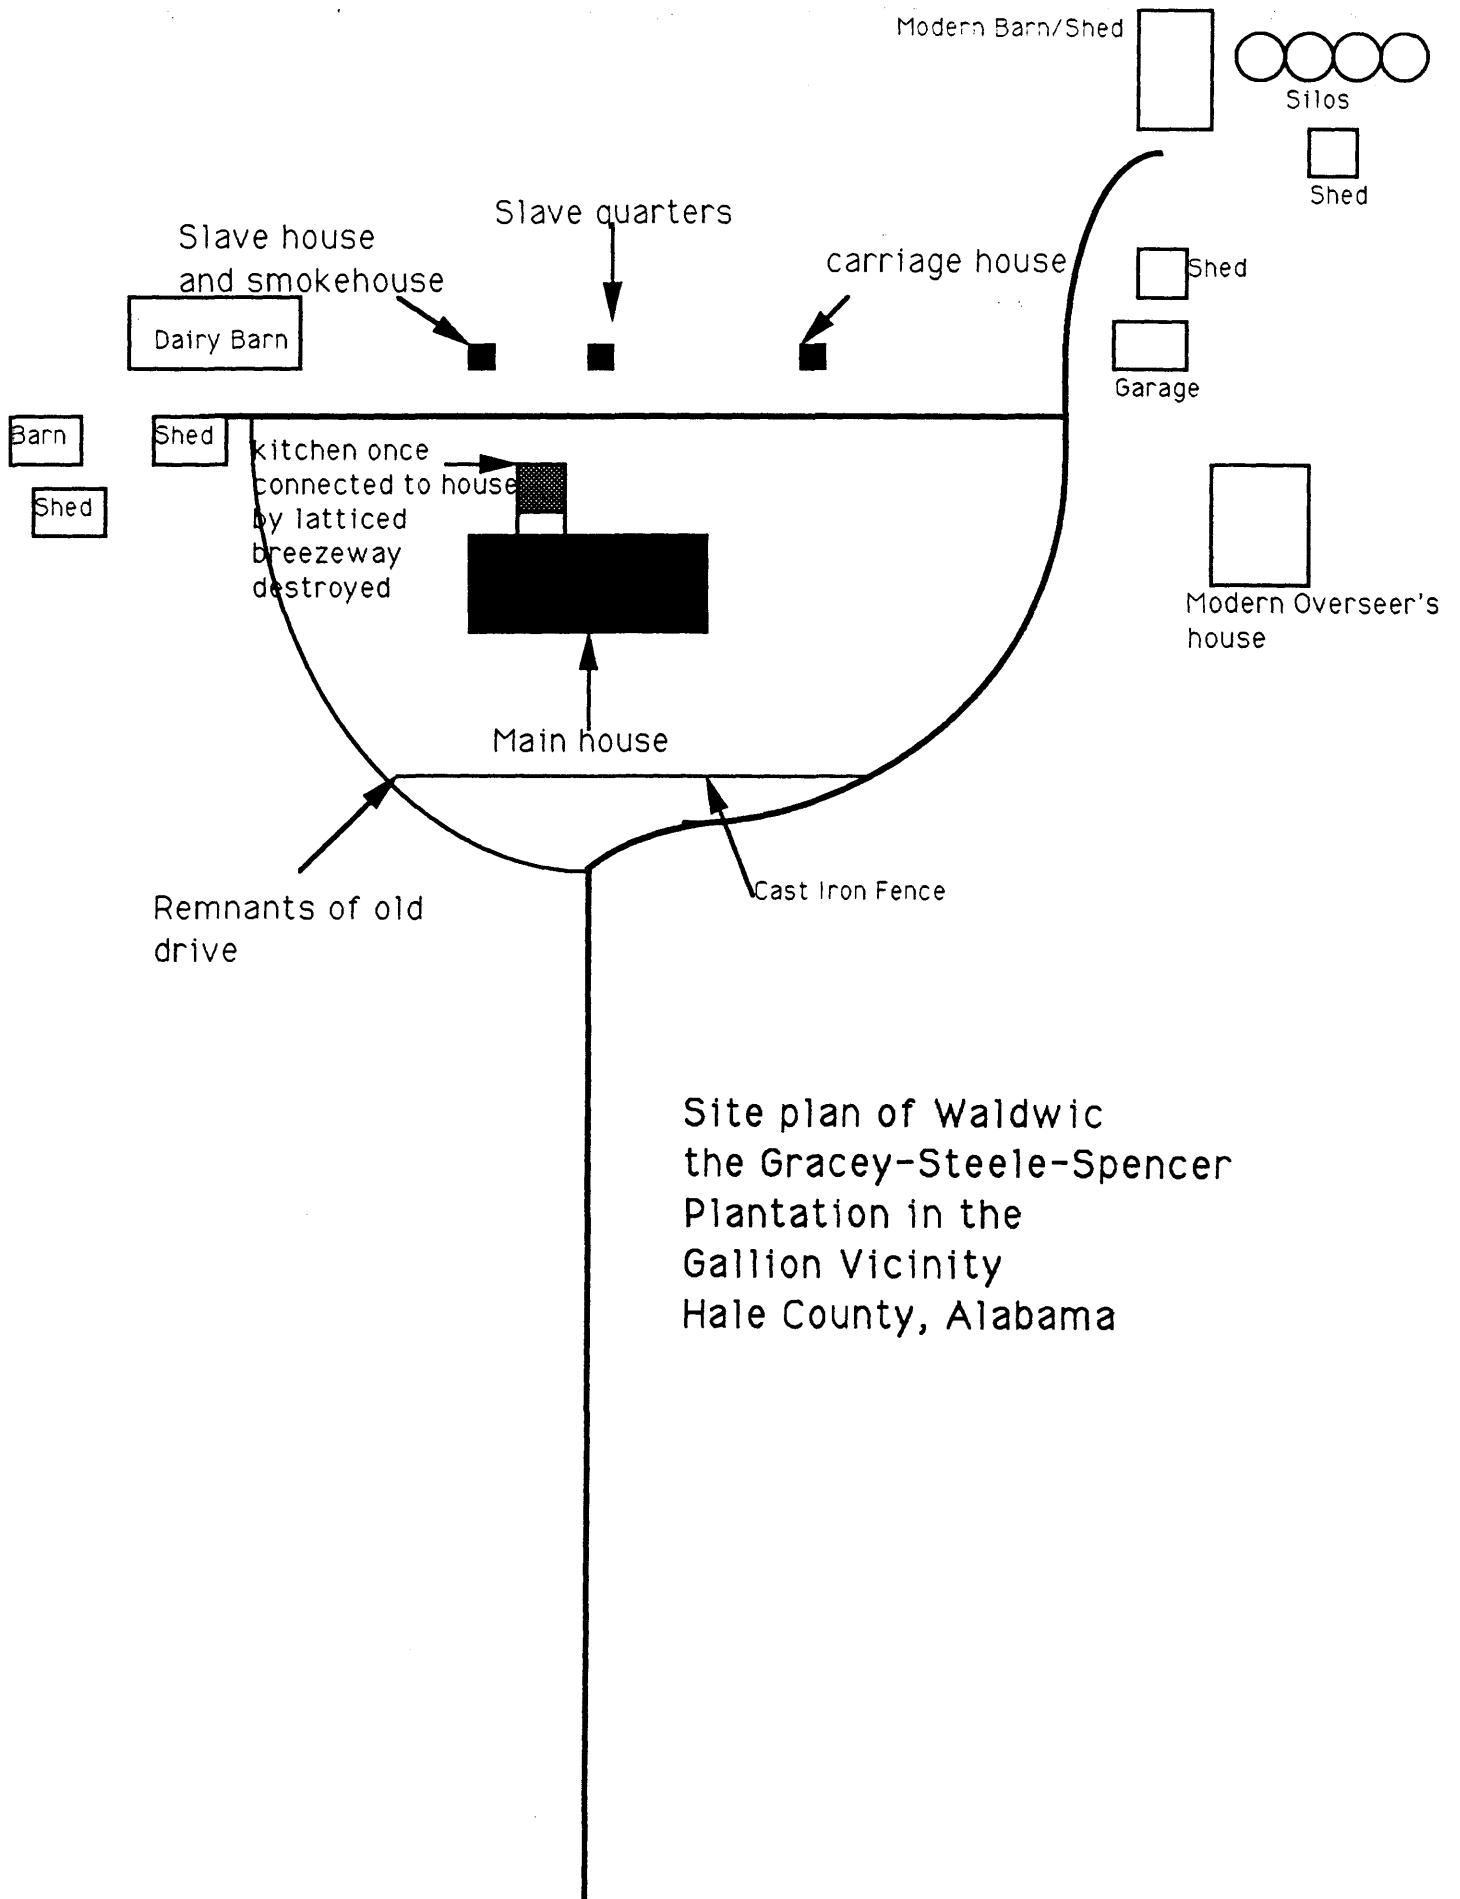 Modern Barn/Shed
Silos
Shed
Slave quarters
Slave house
and smokehouse
carriage house
Shed
Dairy Barn
Garage
Barn
Shed
Shed
kitchen once
connected to house
by latticed
breezeway
destroyed
Modern Overseer's
house
Main house
Cast Iron Fence
Remnants of old
drive
Site plan of Waldwic
the Gracey-Steele-Spencer
Plantation in the
Gallion Vicinity
Hale County, Alabama